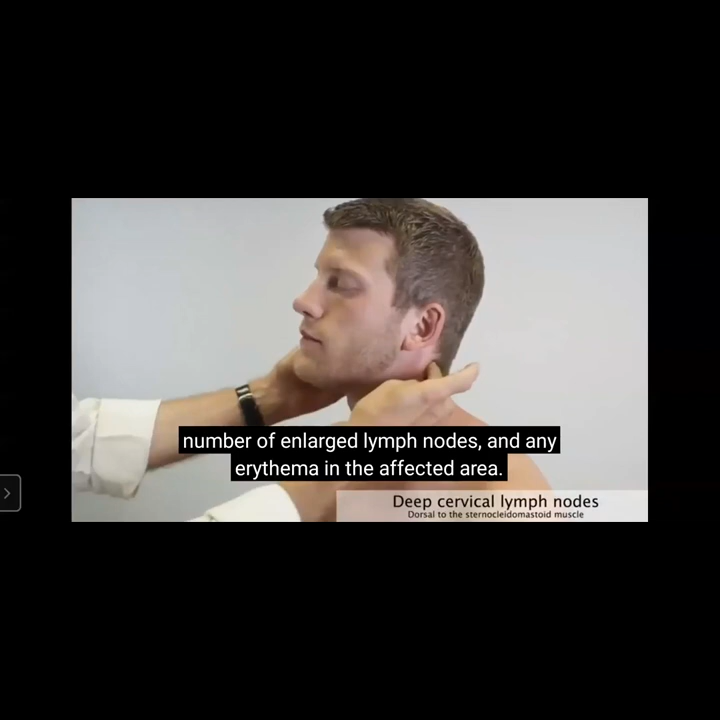 number of enlarged lymph nodes, and any
erythema in the affected area.
Deep cervical lymph nodes
Dorsal to the sternocleidomastoid muscle